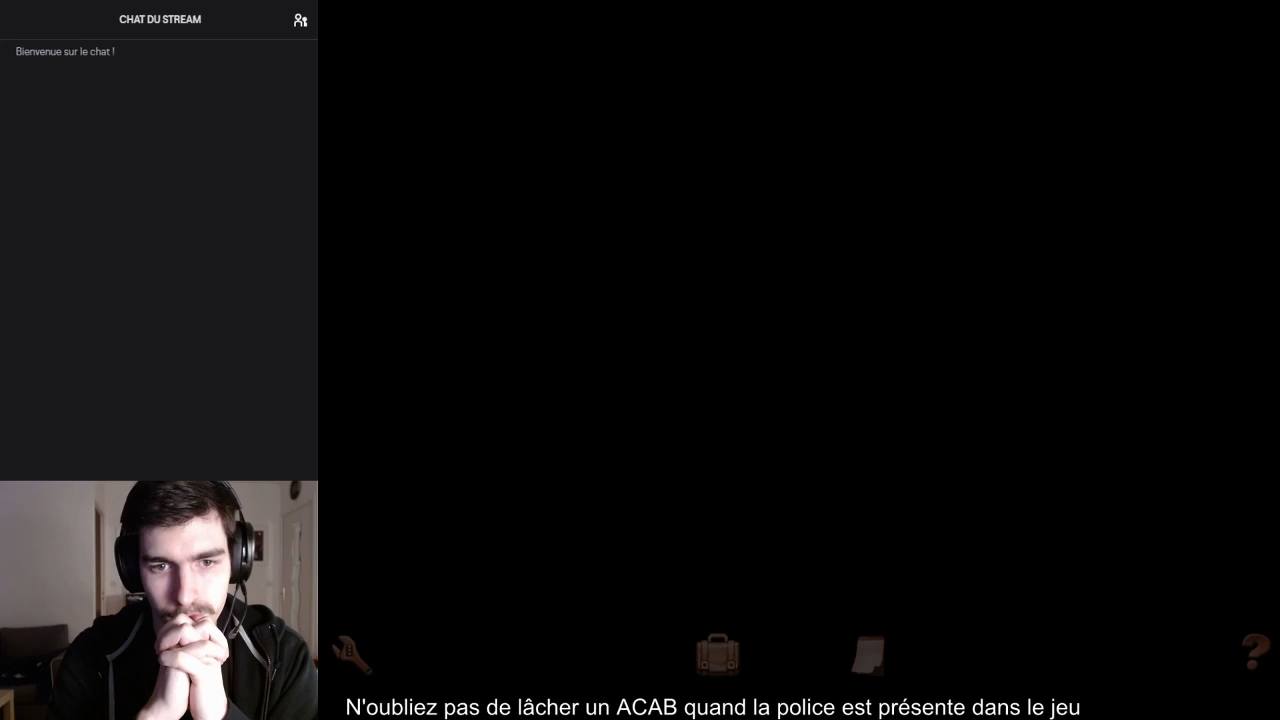 CHAT DU STREAM
Bienvenue sur le chat !
?
N'oubliez pas de lâcher un ACAB quand la police est présente dans le jeu